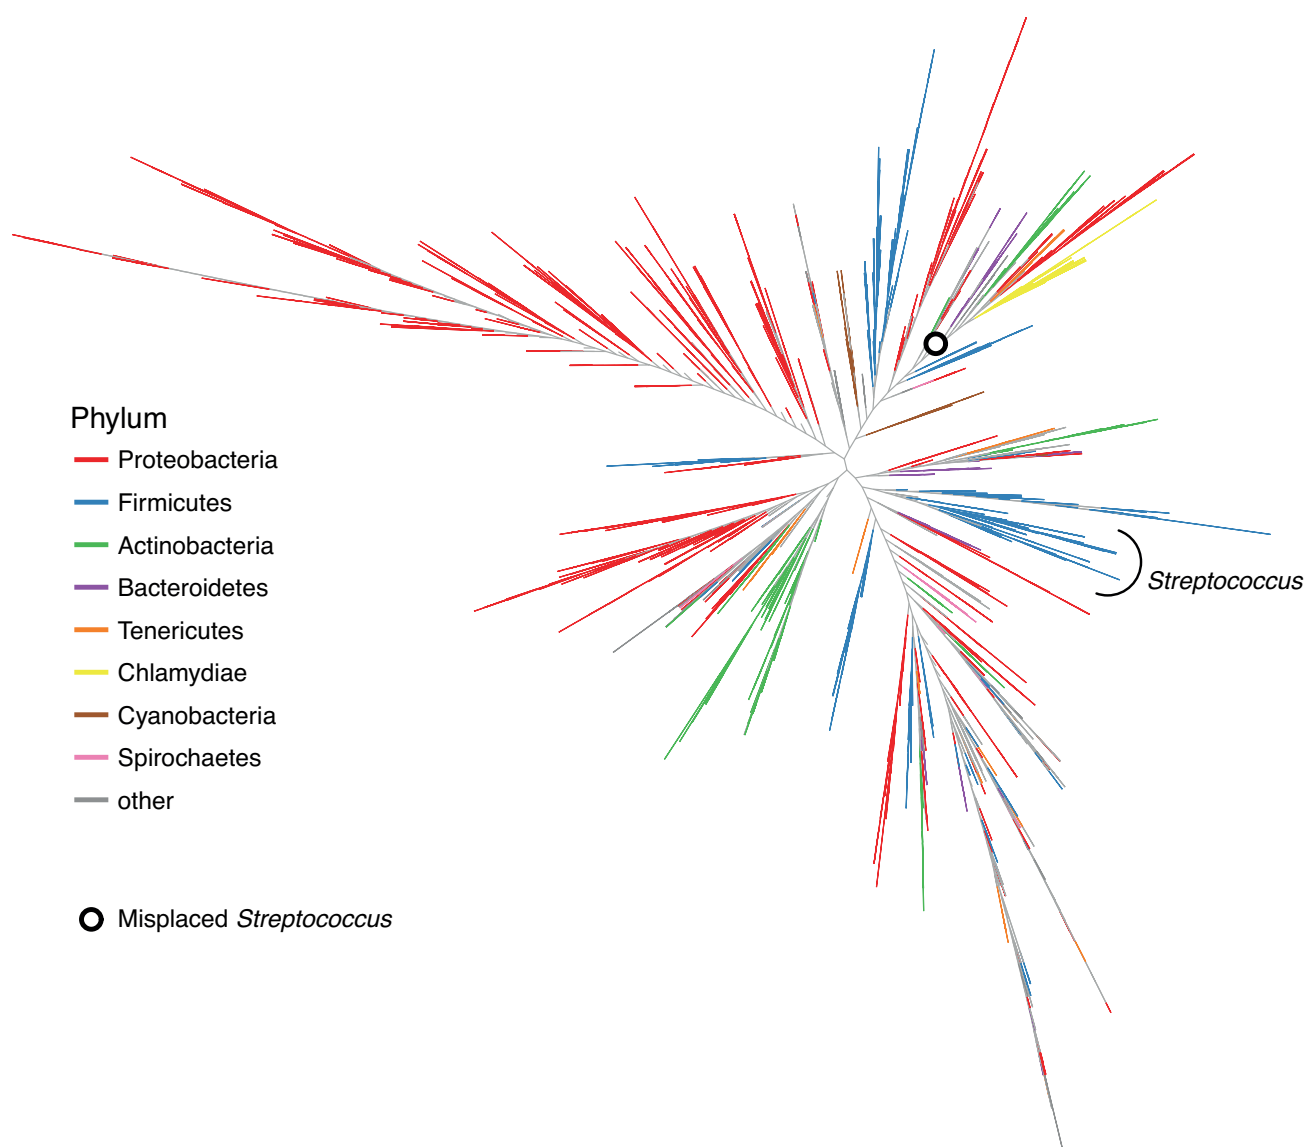 Phylum
Proteobacteria
Firmicutes
Actinobacteria
Bacteroidetes
Streptococcus
Tenericutes
Chlamydiae
Cyanobacteria
Spirochaetes
other
Misplaced Streptococcus